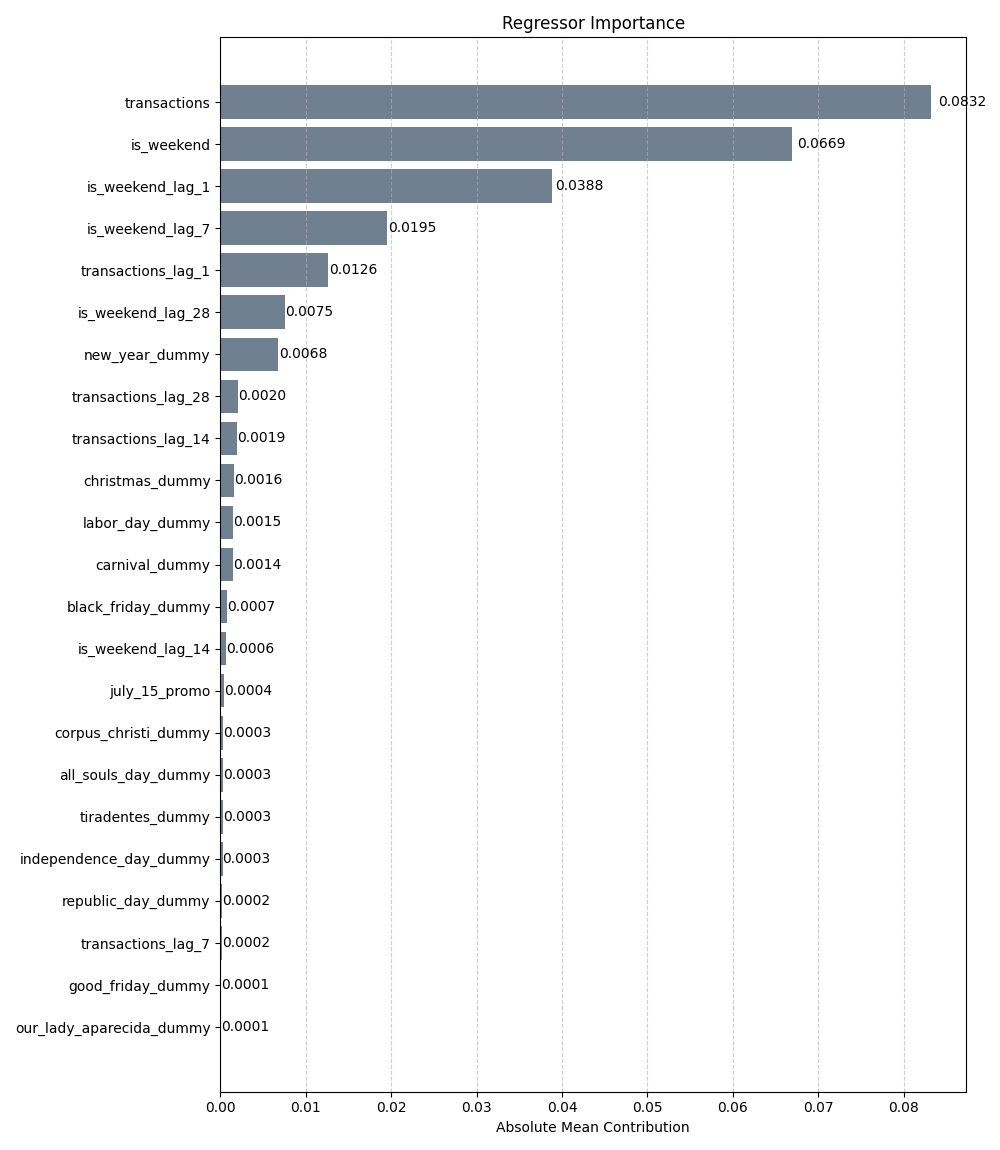 Regressor Importance
transactions 0.0832
is_weekend 0.0669
is_weekend_lag_1 0.0388
is_weekend_lag_7 0.0195
transactions_lag_1 0.0126
is_weekend_lag_28 0.0075
new_year_dummy 0.0068
transactions_lag_28 0.0020
transactions_lag_14 0.0019
christmas_dummy 0.0016
labor_day_dummy 0.0015
carnival_dummy 0.0014
black_friday_dummy 0.0007
is_weekend_lag_14 0.0006
july_15_promo 0.0004
corpus_christi_dummy 0.0003
all_souls_day_dummy 0.0003
tiradentes_dummy 0.0003
independence_day_dummy 0.0003
republic_day_dummy 0.0002
transactions_lag_7 0.0002
good_friday_dummy 0.0001
our_lady_aparecida_dummy 0.0001
0.00 0.01 0.02 0.03 0.04 0.05 0.06 0.07 0.08
Absolute Mean Contribution